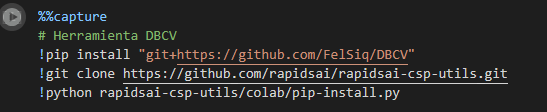 %%capture
# Herramienta DBCV
!pip install "git+https://github.com/FelSiq/DBCV"
!git clone https://github.com/rapidsai/rapidsai-csp-utils.git
!python rapidsai-csp-utils/colab/pip-install.py